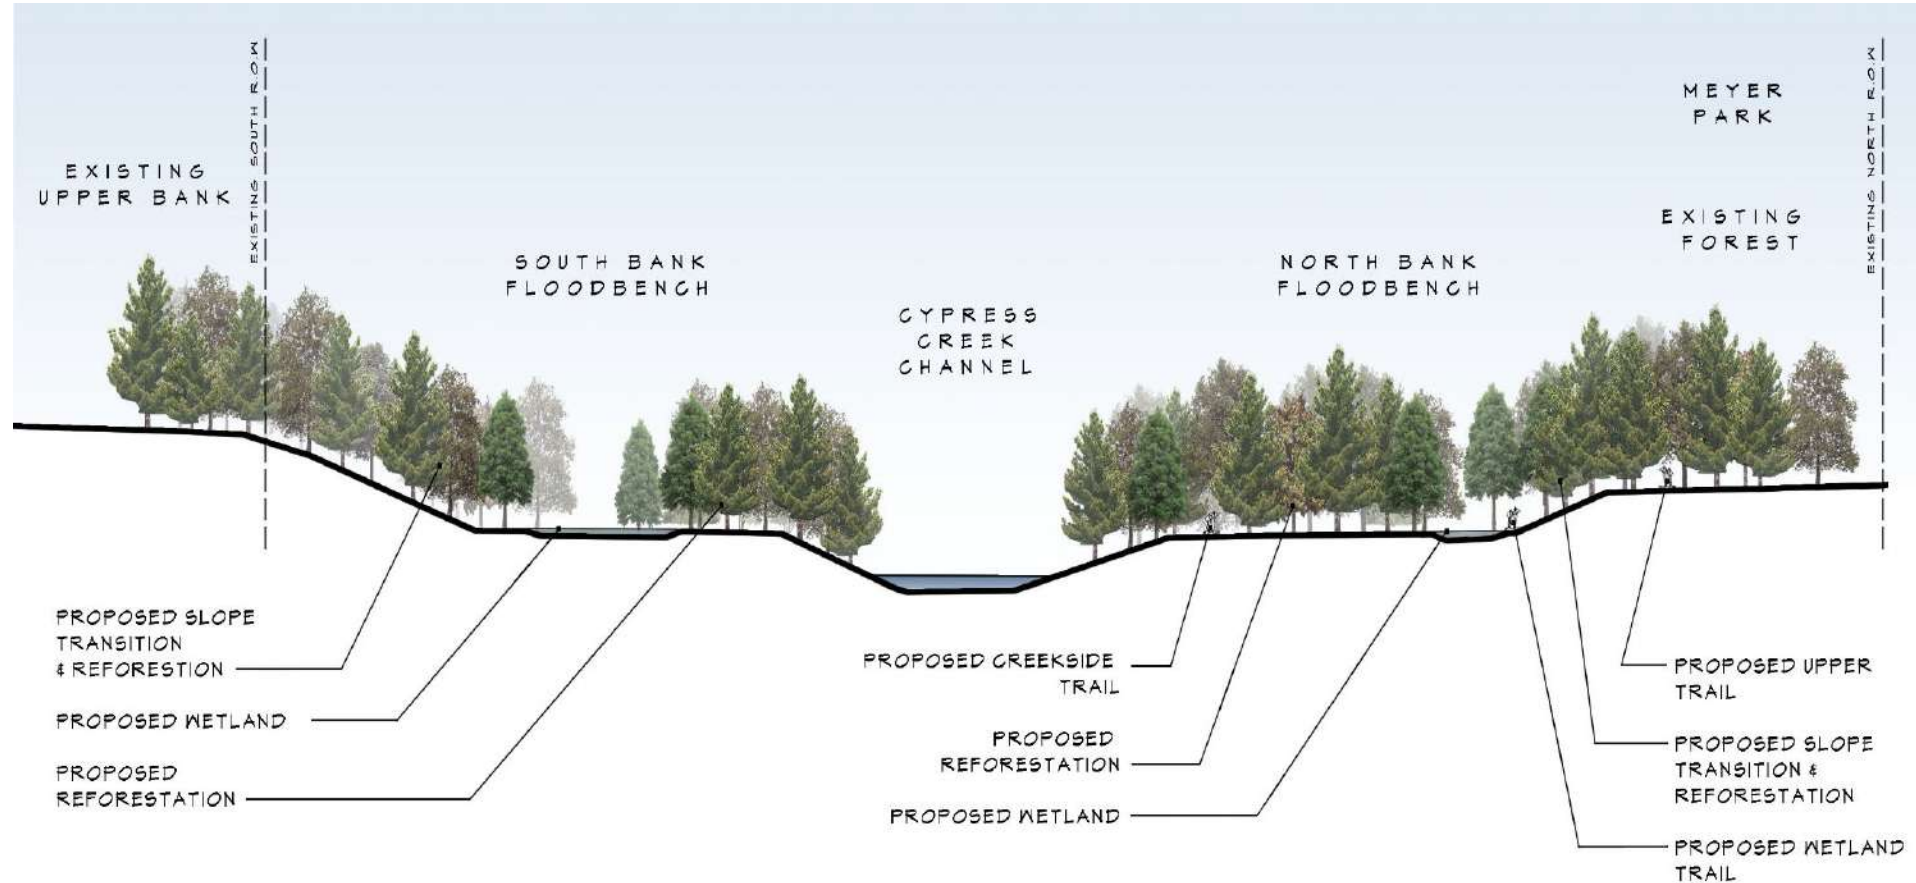 EXISTING
UPPER BANK
EXISTING SOUTH R.O.W
SOUTH BANK
FLOODBENCH
CYPRESS
CREEK
CHANNEL
NORTH BANK
FLOODBENCH
MEYER
PARK
EXISTING
FOREST
EXISTING NORTH R.O.W
PROPOSED SLOPE
TRANSITION
& REFORESTION
PROPOSED WETLAND
PROPOSED
REFORESTATION
PROPOSED CREEKSIDE
TRAIL
PROPOSED
REFORESTATION
PROPOSED WETLAND
PROPOSED UPPER
TRAIL
PROPOSED SLOPE
TRANSITION &
REFORESTATION
PROPOSED WETLAND
TRAIL